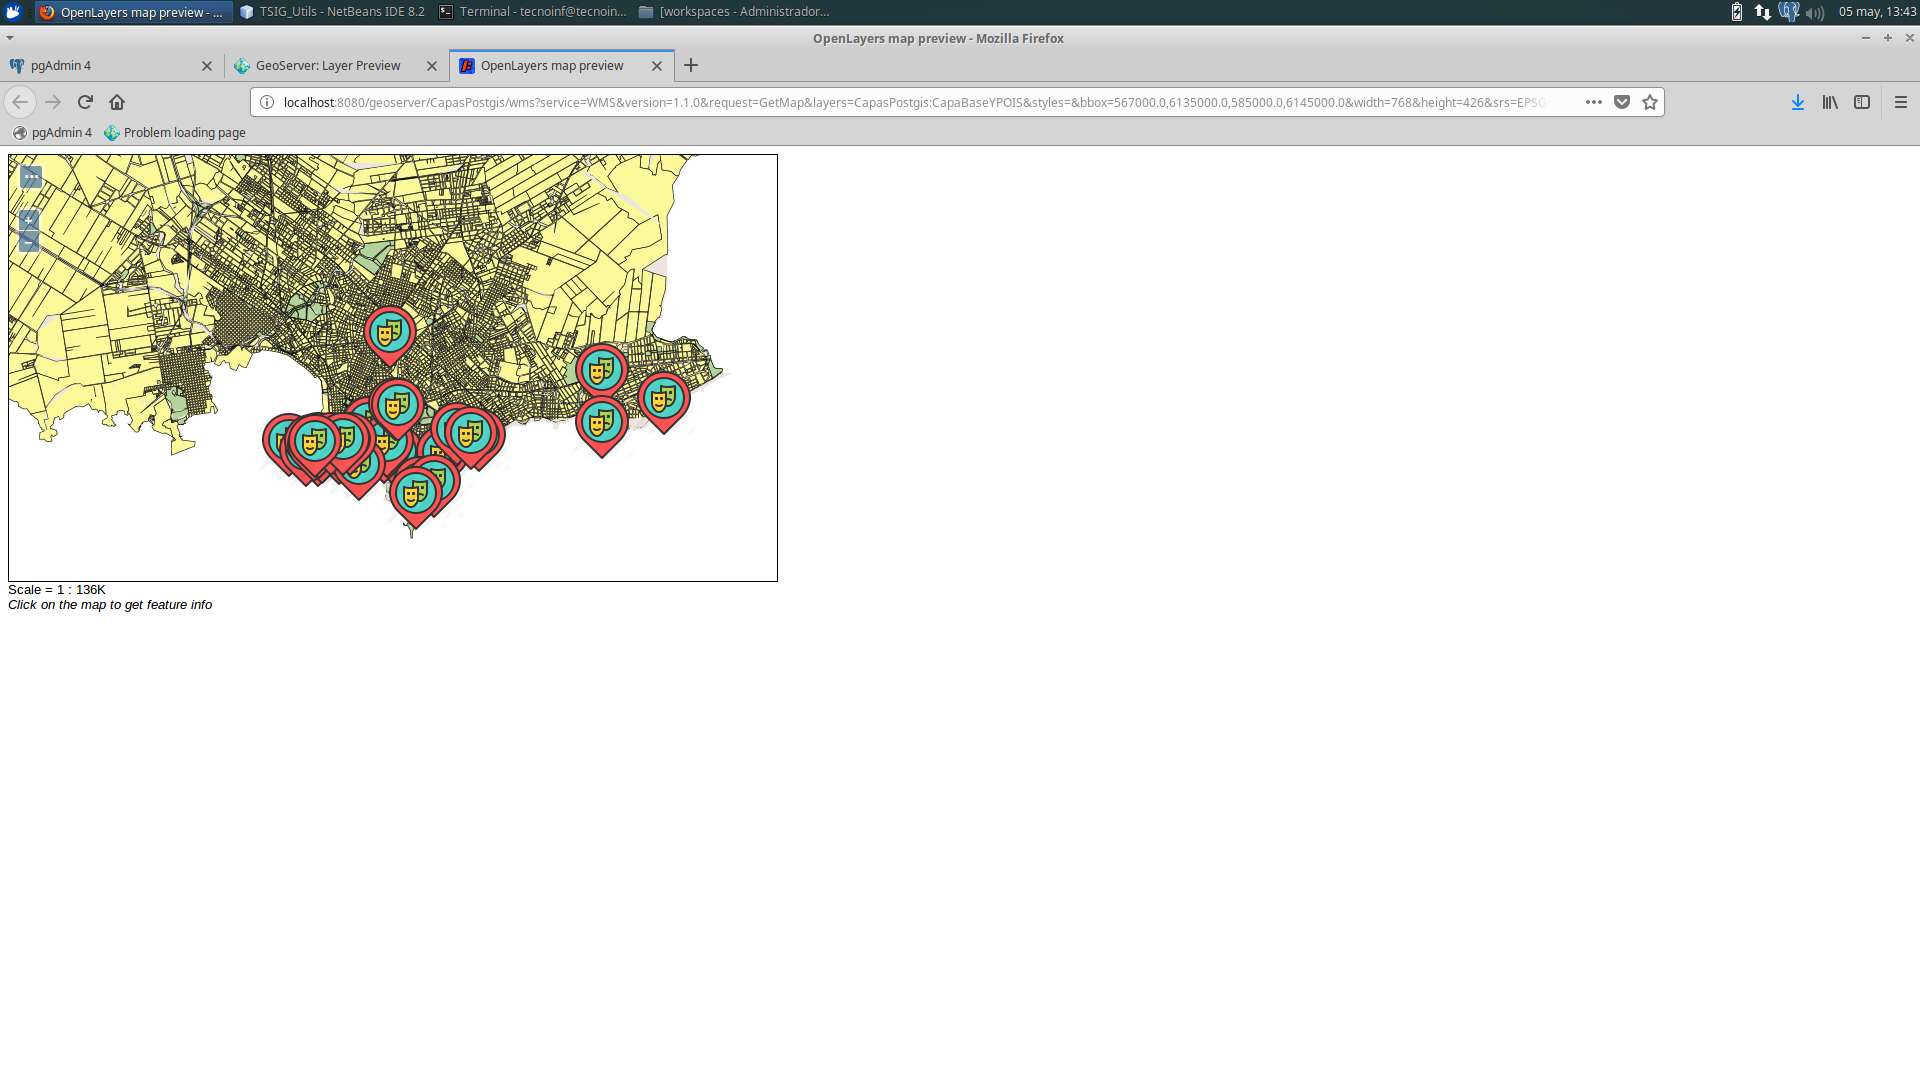 OpenLayers map preview - ...
TSIG_Utils - NetBeans IDE 8.2
Terminal - tecnoinf@tecnoin...
[workspaces - Administrador...
05 may, 13:43
OpenLayers map preview - Mozilla Firefox
pgAdmin 4
GeoServer: Layer Preview
OpenLayers map preview
localhost:8080/geoserver/CapasPostgis/wms?service=WMS&version=1.1.0&request=GetMap&layers=CapasPostgis:CapaBaseYPOIS&styles=&bbox=567000.0,6135000.0,585000.0,6145000.0&width=768&height=426&srs=EPSG:
pgAdmin 4
Problem loading page
...
+
−
Scale = 1 : 136K
Click on the map to get feature info